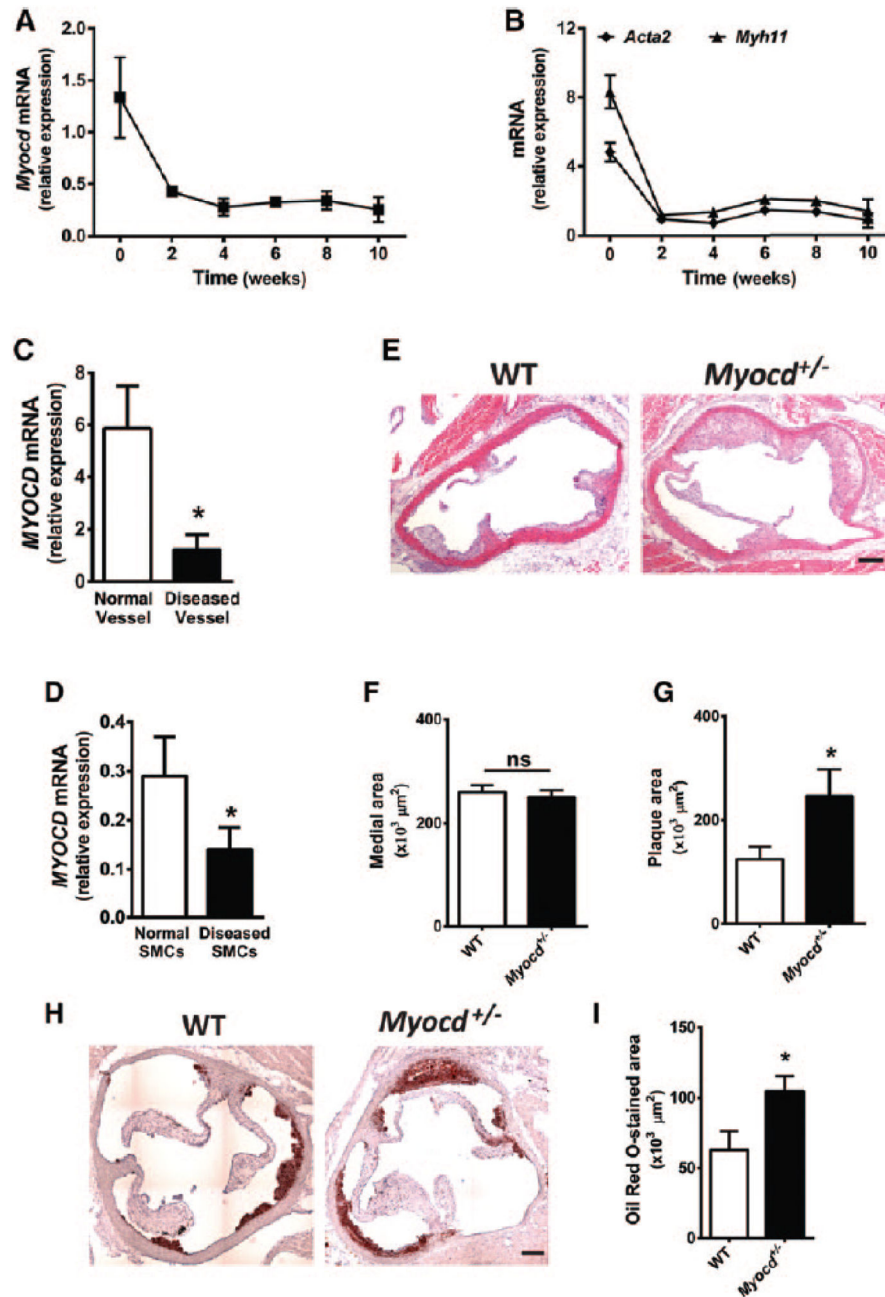 A
Myocd mRNA
(relative expression)
2.0
1.5
1.0
0.5
0.0
0 2 4 6 8 10
Time (weeks)
B
Acta2 Myh11
mRNA
(relative expression)
12
8
4
0
0 2 4 6 8 10
Time (weeks)
C
MYOCD mRNA
(relative expression)
8
6
4
2
0
*
Normal Diseased
Vessel Vessel
E
WT Myocd+/-
D
MYOCD mRNA
(relative expression)
0.4
0.3
0.2
0.1
0.0
*
Normal Diseased
SMCs SMCs
F
Medial area
(x10³ µm²)
400
200
0
ns
WT
Myocd+/-
G
Plaque area
(x10³ µm²)
400
200
0
*
WT
Myocd+/-
H
WT Myocd+/-
I
Oil Red O-stained area
(x10³ µm²)
150
100
50
0
*
WT
Myocd+/-